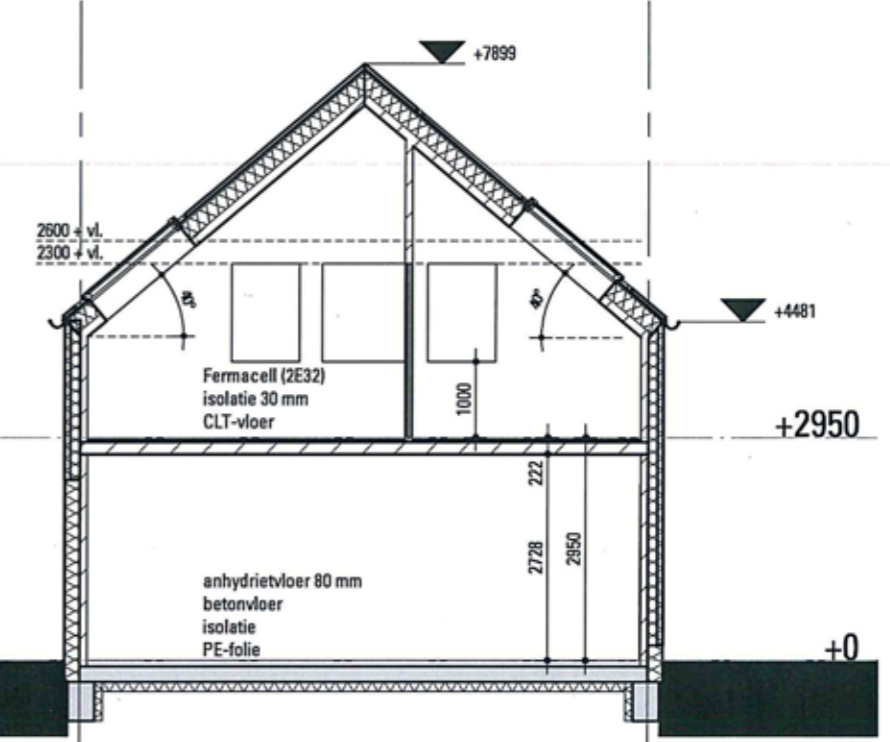 +7899
2600 + vl.
2300 + vl.
40°
40°
+4481
Fermacell (2E32)
isolatie 30 mm
CLT-vloer
1000
+2950
222
2728
2950
anhydrietvloer 80 mm
betonvloer
isolatie
PE-folie
+0